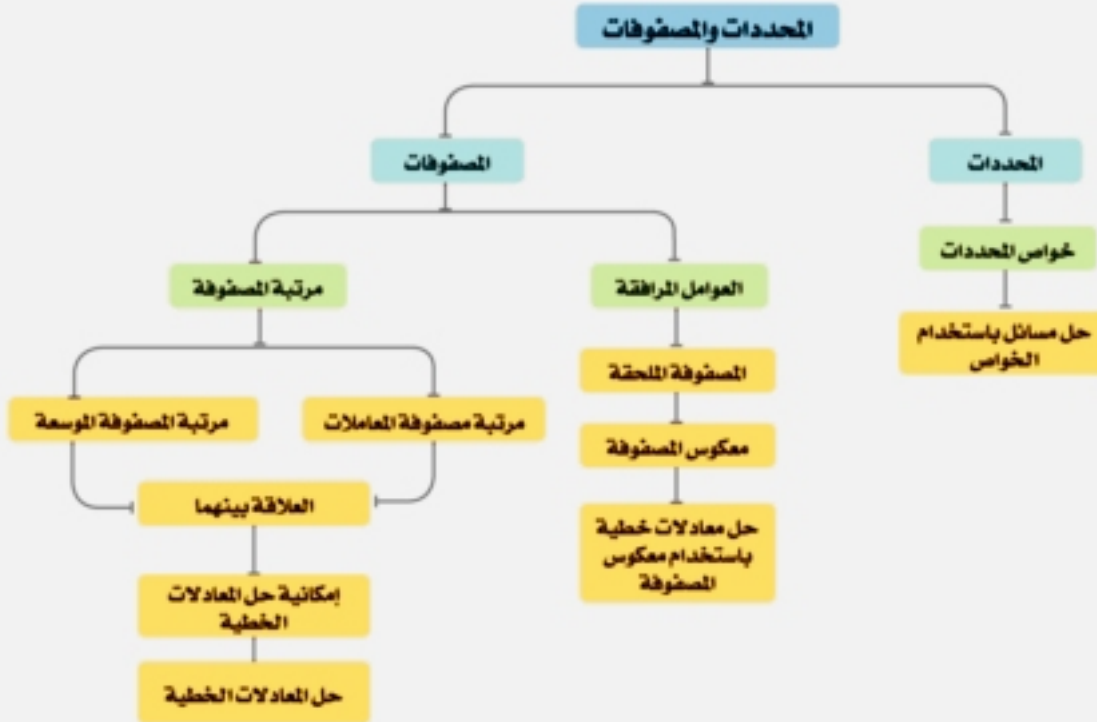 المحددات والمصفوفات
المحددات
المصفوفات
خواص المحددات
حل مسائل باستخدام
الخواص
العوامل المرافقة
مرتبة المصفوفة
المصفوفة الملحقة
معكوس المصفوفة
حل معادلات خطية
باستخدام معكوس
المصفوفة
مرتبة مصفوفة المعاملات
مرتبة المصفوفة الموسعة
العلاقة بينهما
إمكانية حل المعادلات
الخطية
حل المعادلات الخطية